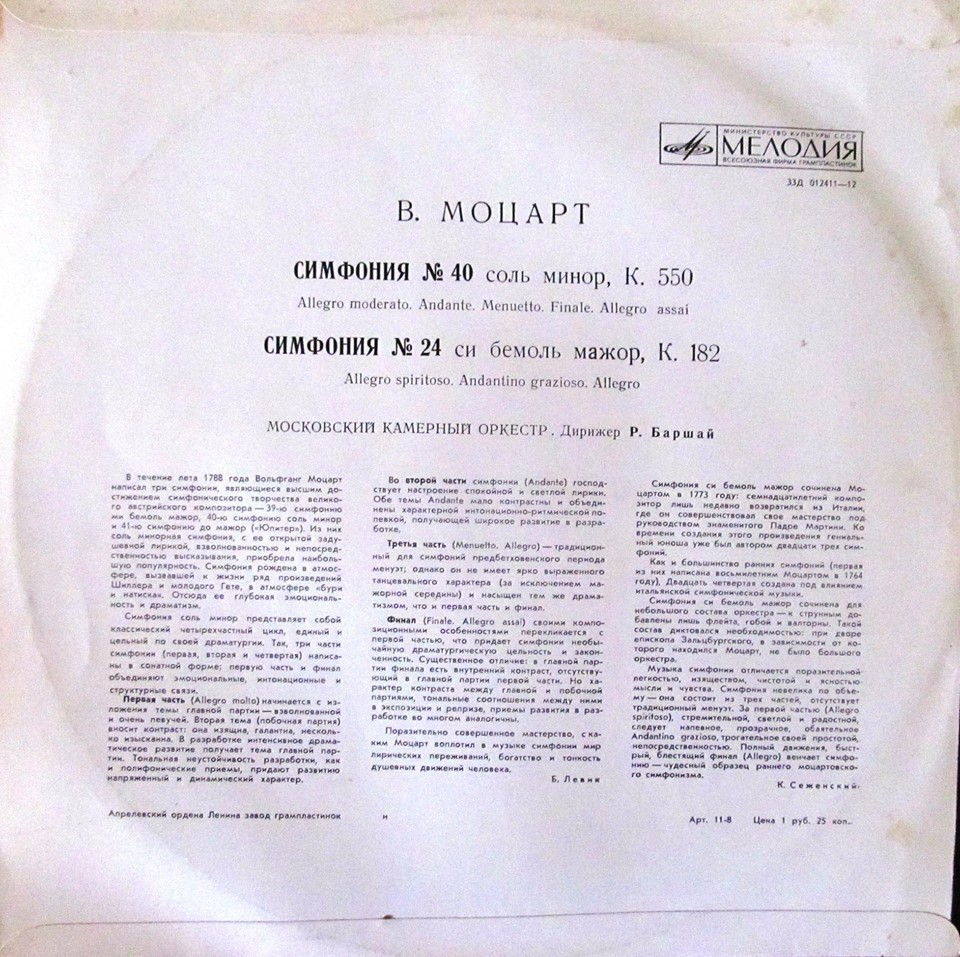 МИНИСТЕРСТВО КУЛЬТУРЫ СССР
МЕЛОДИЯ
ВСЕСОЮЗНАЯ ФИРМА ГРАМПЛАСТИНОК
33Д 012411—12
В. МОЦАРТ
СИМФОНИЯ № 40 соль минор, К. 550
Allegro moderato. Andante. Menuetto. Finale. Allegro assai
СИМФОНИЯ № 24 си бемоль мажор, К. 182
Allegro spiritoso. Andantino grazioso. Allegro
МОСКОВСКИЙ КАМЕРНЫЙ ОРКЕСТР. Дирижер Р. Баршай
В течение лета 1788 года Вольфганг Моцарт
написал три симфонии, являющиеся высшим до-
стижением симфонического творчества велико-
го австрийского композитора — 39-ю симфонию
ми бемоль мажор, 40-ю симфонию соль минор
и 41-ю симфонию до мажор («Юпитер»). Из них
соль минорная симфония, с ее открытой заду-
шевной лирикой, взволнованностью и непосред-
ственностью высказывания, приобрела наиболь-
шую популярность. Симфония рождена в атмос-
фере, вызвавшей к жизни ряд произведений
Шиллера и молодого Гете, в атмосфере «бури
и натиска». Отсюда ее глубокая эмоциональ-
ность и драматизм.
Симфония соль минор представляет собой
классический четырехчастный цикл, единый и
цельный по своей драматургии. Так, три части
симфонии (первая, вторая и четвертая) написа-
ны в сонатной форме; первую часть и финал
объединяют эмоциональные, интонационные и
структурные связи.
Первая часть (Allegro molto) начинается с из-
ложения темы главной партии — взволнованной
и очень певучей. Вторая тема (побочная партия)
вносит контраст: она изящна, галантна, несколь-
ко изысканна. В разработке интенсивное драма-
тическое развитие получает тема главной пар-
тии. Тональная неустойчивость разработки, как
и полифонические приемы, придают развитию
напряженный и динамический характер.
Во второй части симфонии (Andante) господ-
ствует настроение спокойной и светлой лирики.
Обе темы Andante мало контрастны и объеди-
нены характерной интонационно-ритмической по-
певкой, получающей широкое развитие в разра-
ботке.
Третья часть (Menuetto. Allegro) — традицион-
ный для симфоний предбетховенского периода
менуэт; однако он не имеет ярко выраженного
танцевального характера (за исключением ма-
жорной середины) и насыщен тем же драма-
тизмом, что и первая часть и финал.
Финал (Finale. Allegro assai) своими компо-
зиционными особенностями перекликается с
первой частью, что придает симфонии необы-
чайную драматургическую цельность и закон-
ченность. Существенное отличие: в главной пар-
тии финала есть внутренний контраст, отсутствую-
щий в главной партии первой части. Но ха-
рактер контраста между главной и побочной
партиями, тональные соотношения между ними
в экспозиции и репризе, приемы развития в раз-
работке во многом аналогичны.
Поразительно совершенное мастерство, с ка-
ким Моцарт воплотил в музыке симфонии мир
лирических переживаний, богатство и тонкость
душевных движений человека.
Б. Левик
Симфония си бемоль мажор сочинена Мо-
цартом в 1773 году: семнадцатилетний компо-
зитор лишь недавно возвратился из Италии,
где он совершенствовал свое мастерство под
руководством знаменитого Падре Мартини. Ко
времени создания этого произведения гениаль-
ный юноша уже был автором двадцати трех сим-
фоний.
Как и большинство ранних симфоний (первая
из них написана восьмилетним Моцартом в 1764
году), Двадцать четвертая создана под влиянием
итальянской симфонической музыки.
Симфония си бемоль мажор сочинена для
небольшого состава оркестра — к струнным до-
бавлены лишь флейта, гобой и валторны. Такой
состав диктовался необходимостью: при дворе
епископа Зальцбургского, в зависимости от ко-
торого находился Моцарт, не было большого
оркестра.
Музыка симфонии отличается поразительной
легкостью, изяществом, чистотой и ясностью
мысли и чувства. Симфония невелика по объе-
му — она состоит из трех частей, отсутствует
традиционный менуэт. За первой частью (Allegro
spiritoso), стремительной, светлой и радостной,
следует напевное, прозрачное, обаятельное
Andantino grazioso, трогательное своей простотой,
непосредственностью. Полный движения, быст-
рый, блестящий финал (Allegro) венчает симфо-
нию — чудесный образец раннего моцартовско-
го симфонизма.
К. Сеженский
Апрелевский ордена Ленина завод грампластинок
н
Арт. 11-8 Цена 1 руб. 25 коп.